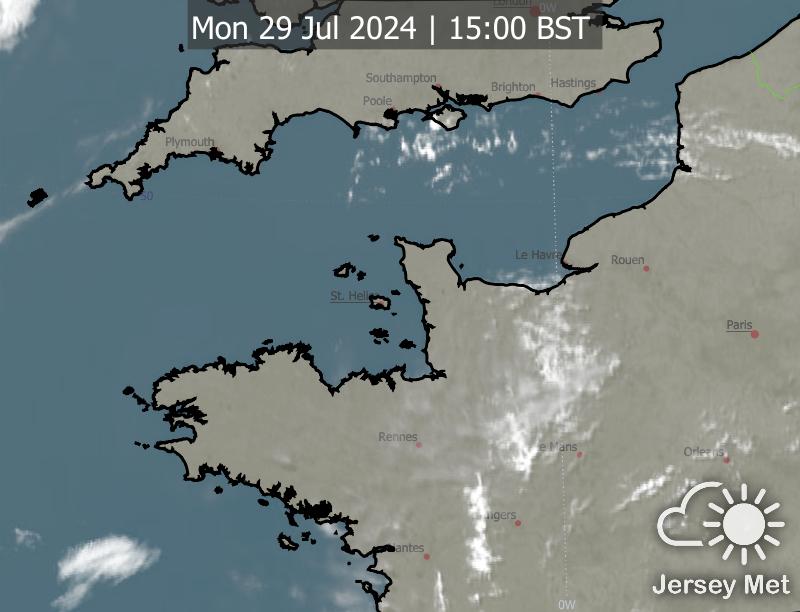 London
0W
Mon 29 Jul 2024 | 15:00 BST
Southampton
Brighton
Hastings
Poole
Plymouth
50
Le Havre
Rouen
St. Helier
Paris
Rennes
Le Mans
Orleans
Angers
Nantes
0W
Jersey Met